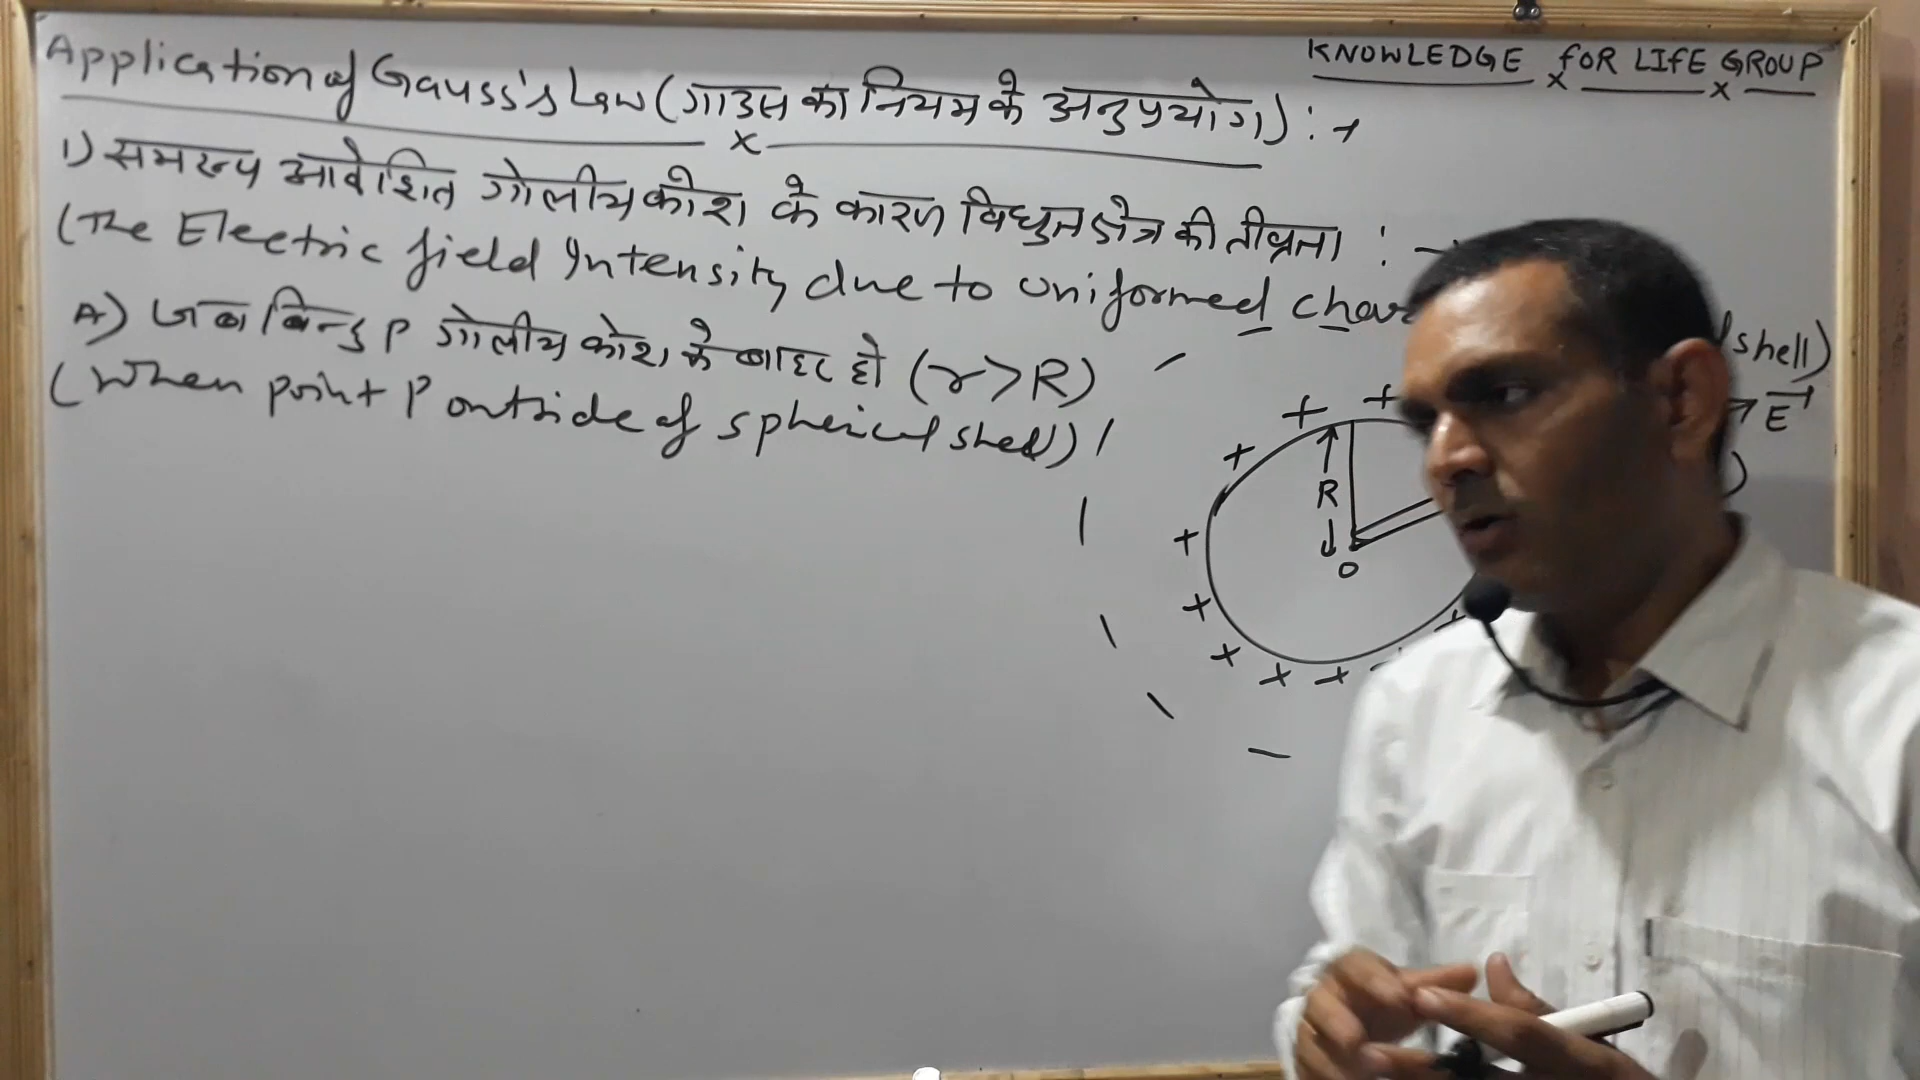 KNOWLEDGE FOR LIFE GROUP
Application of Gauss's Law (गाउस का नियम के अनुप्रयोग) :→
1) समरूप आवेशित गोलीय कोश के कारण विधुत क्षेत्र की तीव्रता :-
(The Electric field Intensity due to uniformed char shell)
A) जब बिन्दु P गोलीय कोश के बाहर हो (r>R)
(When point P outside of spherical shell)
E
R
O